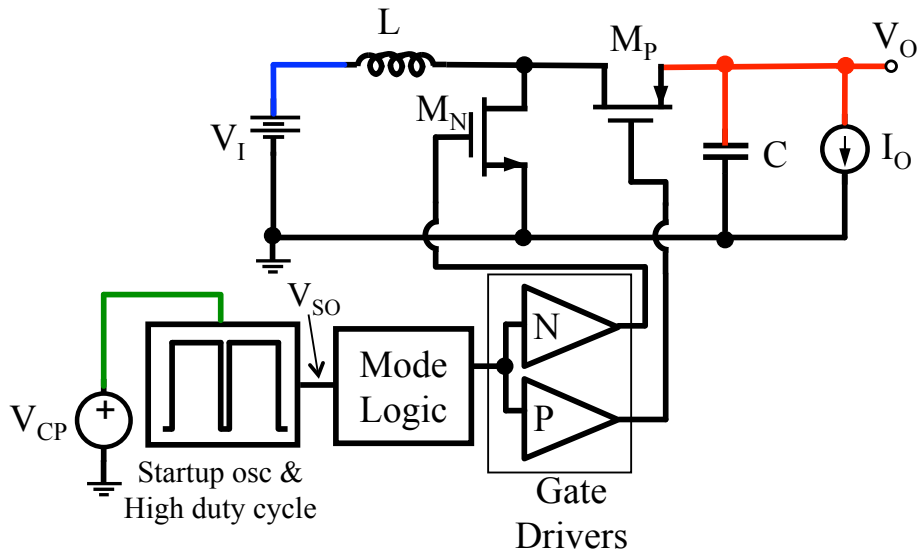 L
M_P
V_O
M_N
V_I
C
I_O
V_SO
N
Mode
Logic
P
+
V_CP
Startup osc &
High duty cycle
Gate
Drivers